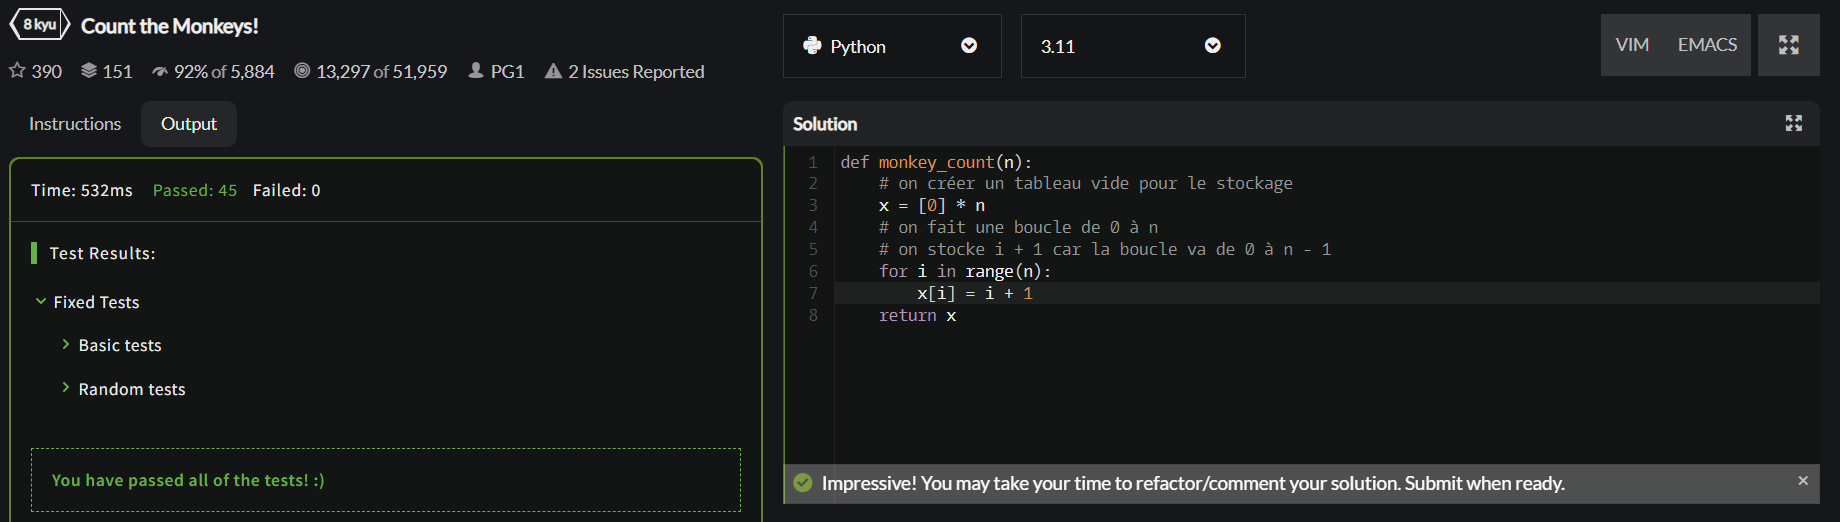 8 kyu Count the Monkeys!
390 151 92% of 5,884 13,297 of 51,959 PG1 2 Issues Reported
Instructions Output
Time: 532ms Passed: 45 Failed: 0
Test Results:
Fixed Tests
Basic tests
Random tests
You have passed all of the tests! :)
Python 3.11 VIM EMACS
Solution
1 def monkey_count(n):
2 # on créer un tableau vide pour le stockage
3 x = [0] * n
4 # on fait une boucle de 0 à n
5 # on stocke i + 1 car la boucle va de 0 à n - 1
6 for i in range(n):
7 x[i] = i + 1
8 return x
Impressive! You may take your time to refactor/comment your solution. Submit when ready.